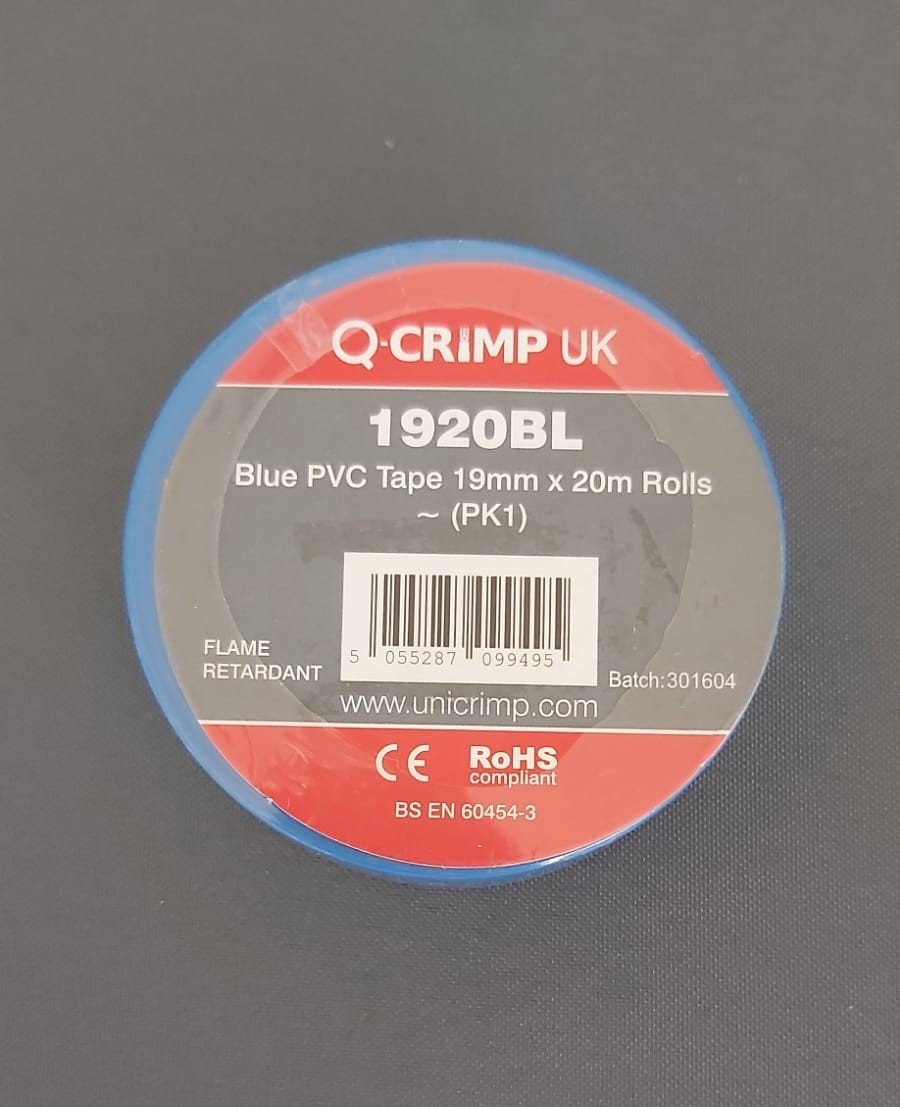 Q-CRIMP UK
1920BL
Blue PVC Tape 19mm x 20m Rolls
~ (PK1)
5 055287 099495
FLAME
RETARDANT
Batch:301604
www.unicrimp.com
CE RoHS
compliant
BS EN 60454-3